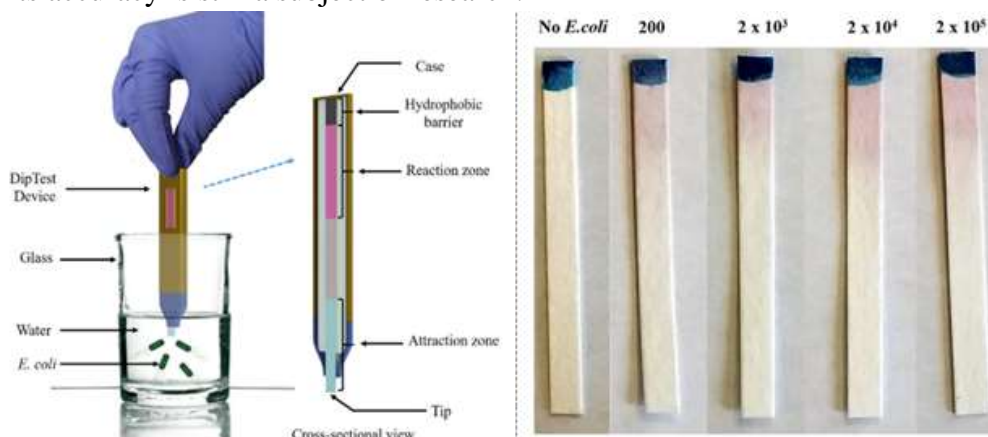 No E.coli 200 2 x 10³ 2 x 10⁴ 2 x 10⁵
Case
Hydrophobic
barrier
DipTest
Device
Reaction zone
Glass
Water
Attraction zone
E. coli
Tip
Cross-sectional view